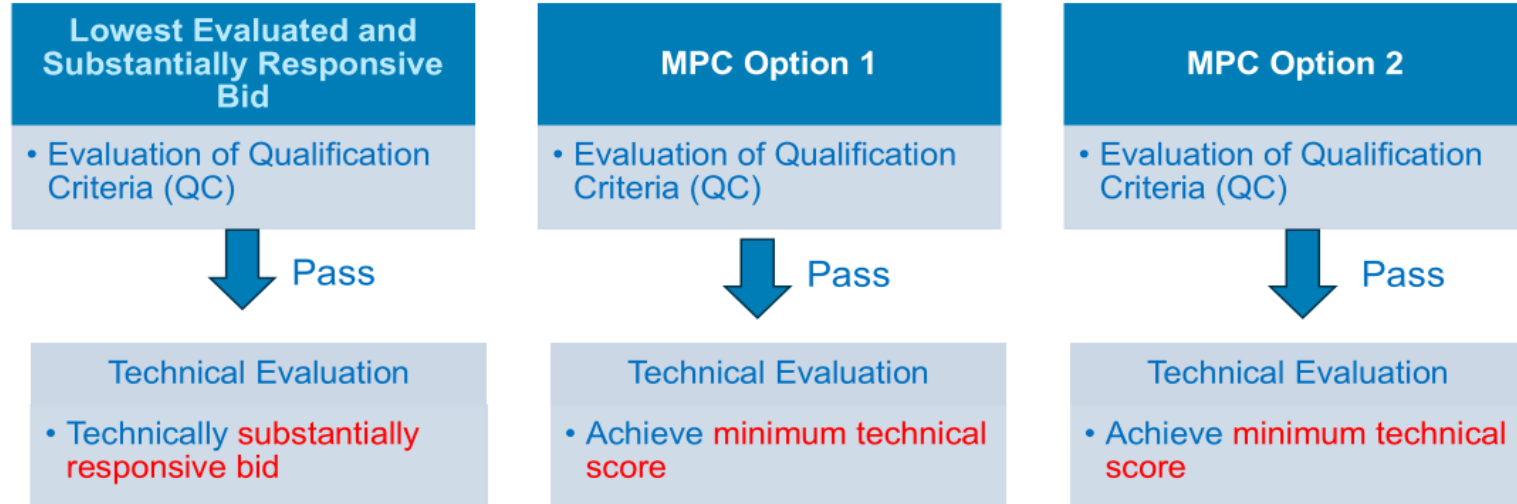 Lowest Evaluated and
Substantially Responsive
Bid
• Evaluation of Qualification
Criteria (QC)
Pass
Technical Evaluation
• Technically substantially
responsive bid
MPC Option 1
• Evaluation of Qualification
Criteria (QC)
Pass
Technical Evaluation
• Achieve minimum technical
score
MPC Option 2
• Evaluation of Qualification
Criteria (QC)
Pass
Technical Evaluation
• Achieve minimum technical
score